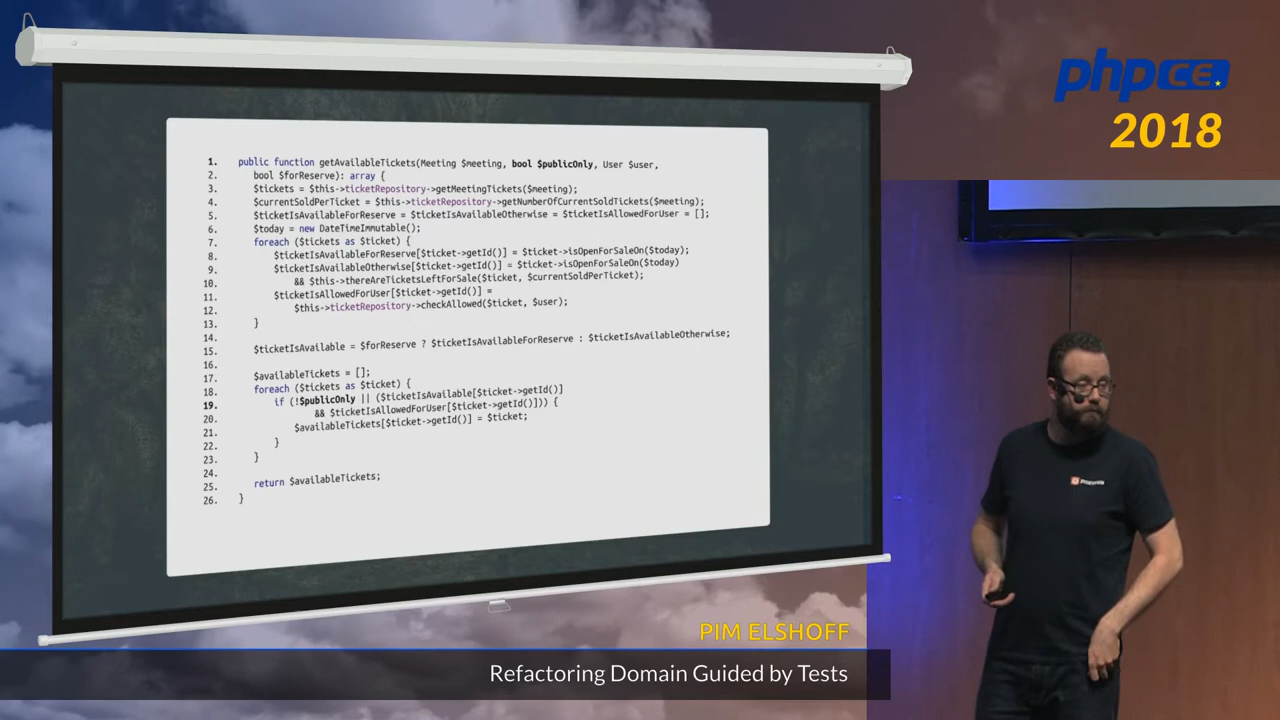 1. public function getAvailableTickets(Meeting $meeting, bool $publicOnly, User $user,
2. bool $forReserve): array {
3. $tickets = $this->ticketRepository->getMeetingTickets($meeting);
4. $currentSoldPerTicket = $this->ticketRepository->getNumberOfCurrentSoldTickets($meeting);
5. $ticketIsAvailableForReserve = $ticketIsAvailableOtherwise = $ticketIsAllowedForUser = [];
6. $today = new DateTimeImmutable();
7. foreach ($tickets as $ticket) {
8. $ticketIsAvailableForReserve[$ticket->getId()] = $ticket->isOpenForSaleOn($today);
9. $ticketIsAvailableOtherwise[$ticket->getId()] = $ticket->isOpenForSaleOn($today)
10. && $this->thereAreTicketsLeftForSale($ticket, $currentSoldPerTicket);
11. $ticketIsAllowedForUser[$ticket->getId()] =
12. $this->ticketRepository->checkAllowed($ticket, $user);
13. }
14.
15. $ticketIsAvailable = $forReserve ? $ticketIsAvailableForReserve : $ticketIsAvailableOtherwise;
16.
17. $availableTickets = [];
18. foreach ($tickets as $ticket) {
19. if (!$publicOnly || ($ticketIsAvailable[$ticket->getId()]
20. && $ticketIsAllowedForUser[$ticket->getId()])) {
21. $availableTickets[$ticket->getId()] = $ticket;
22. }
23. }
24.
25. return $availableTickets;
26. }
phpCE.
2018
PIM ELSHOFF
Refactoring Domain Guided by Tests